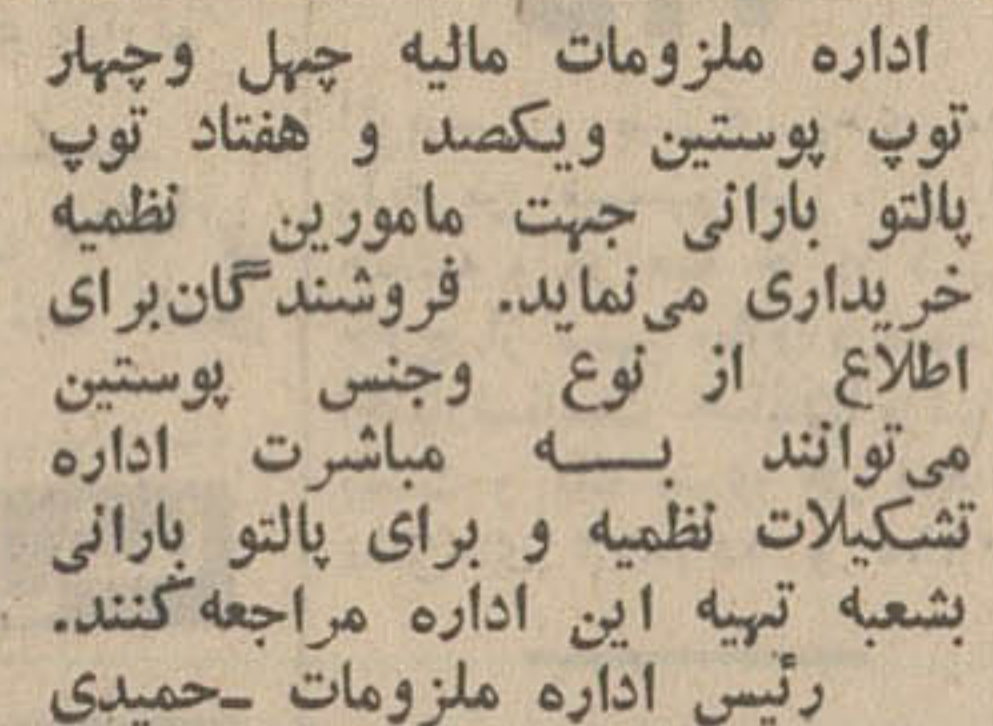 اداره ملزومات مالیه چهل وچهار
توپ پوستین ویکصد و هفتاد توپ
پالتو بارانی جهت مامورین نظمیه
خریداری می‌نماید. فروشندگان‌برای
اطلاع از نوع وجنس پوستین
می‌توانند بـــه مباشرت اداره
تشکیلات نظمیه و برای پالتو بارانی
بشعبه تهیه این اداره مراجعه‌کنند.
رئیس اداره ملزومات ـحمیدی